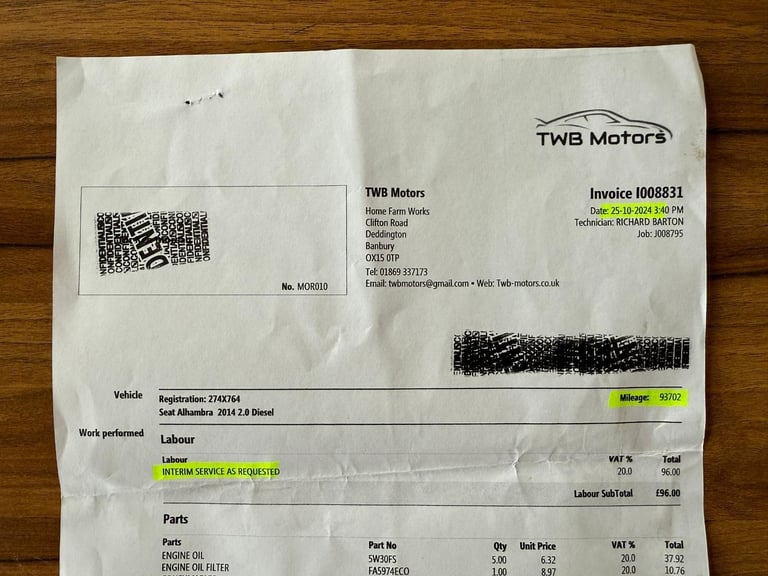 TWB Motors
TWB Motors
Home Farm Works
Clifton Road
Deddington
Banbury
OX15 0TP
Tel: 01869 337173
Email: twbmotors@gmail.com • Web: Twb-motors.co.uk
No. MOR010
Invoice I008831
Date: 25-10-2024 3:40 PM
Technician: RICHARD BARTON
Job: J008795
Vehicle
Registration: 274X764
Seat Alhambra 2014 2.0 Diesel
Mileage: 93702
Work performed
Labour
Labour VAT % Total
INTERIM SERVICE AS REQUESTED 20.0 96.00
Labour SubTotal £96.00
Parts
Parts Part No Qty Unit Price VAT % Total
ENGINE OIL 5W30FS 5.00 6.32 20.0 37.92
ENGINE OIL FILTER FA5974ECO 1.00 8.97 20.0 10.76